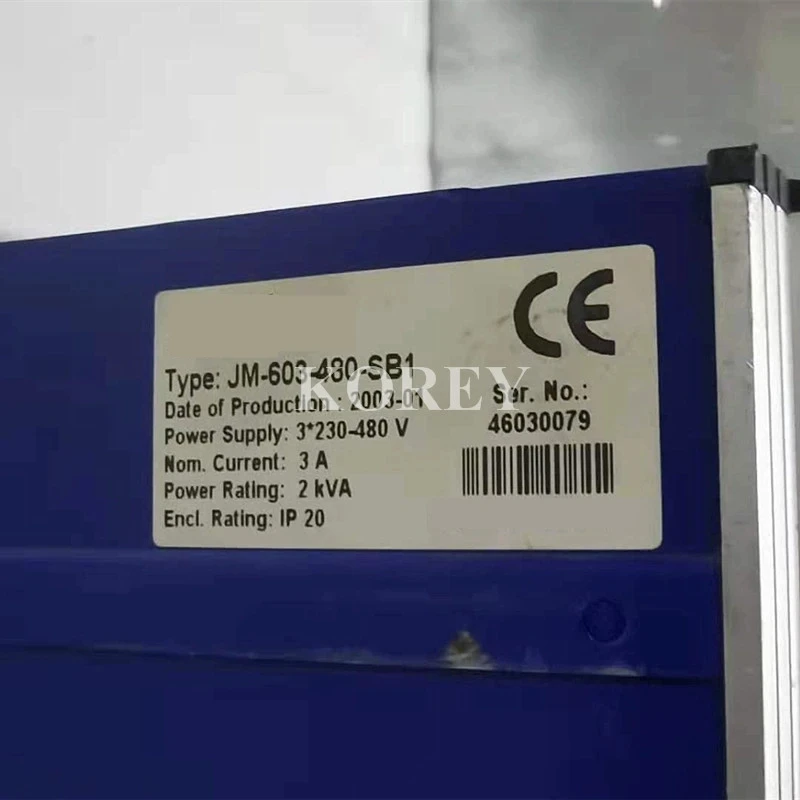 CE
Type: JM-603-480-SB1
Date of Production : 2003-01
Power Supply: 3*230-480 V
Nom. Current: 3 A
Power Rating: 2 kVA
Encl. Rating: IP 20
Ser. No.:
46030079
KOREY